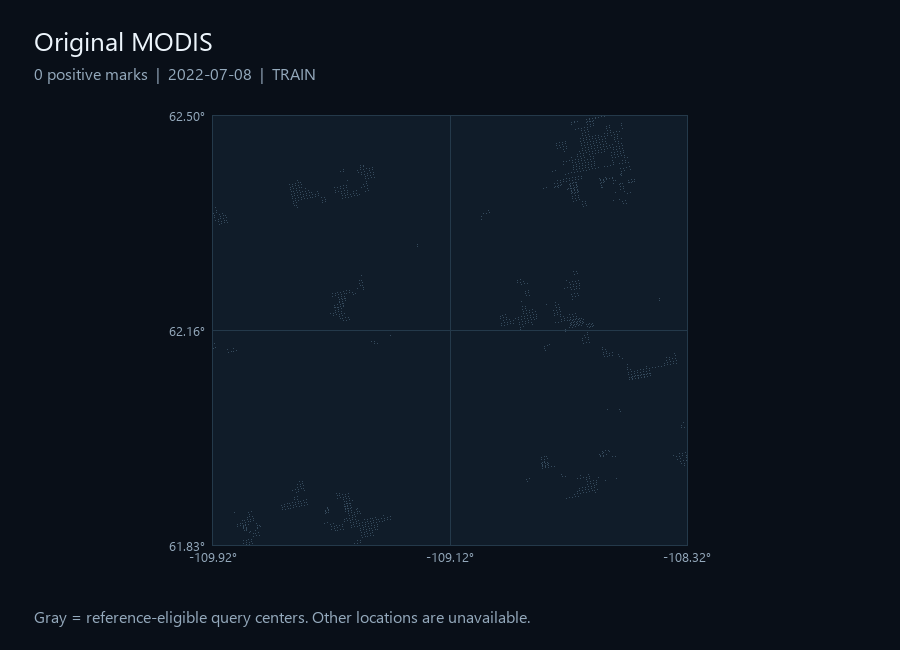 Original MODIS
0 positive marks | 2022-07-08 | TRAIN
62.50°
62.16°
61.83°
-109.92° -109.12° -108.32°
Gray = reference-eligible query centers. Other locations are unavailable.